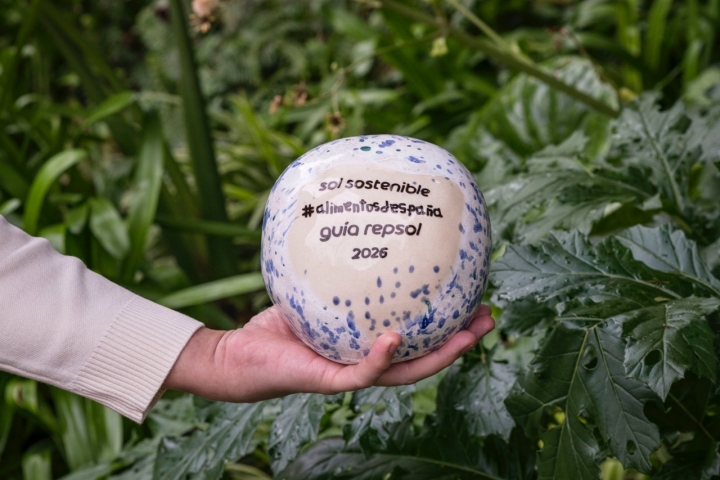 sol sostenible
#alimentosdespaña
guía repsol
2026